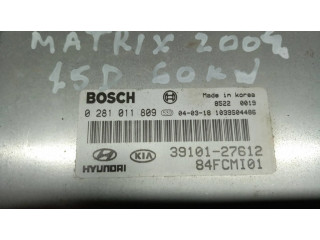 MATRIX 2004
1.5D 60KW
BOSCH
Made in korea
8522 0019
0 281 011 809 04-03-18 1039S04486
HYUNDAI KIA 39101-27612
84FCMI01